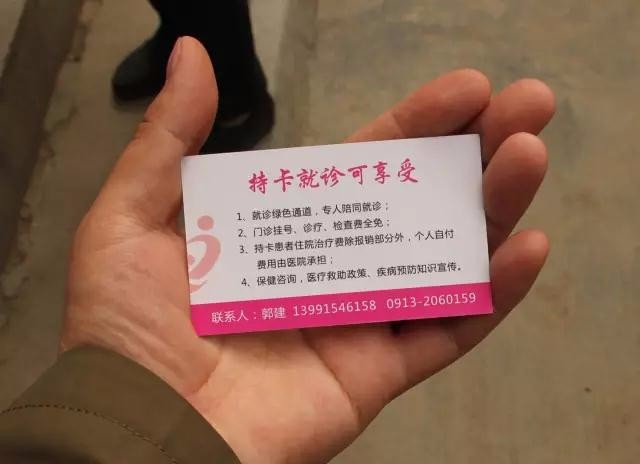 持卡就诊可享受
1、就诊绿色通道，专人陪同就诊；
2、门诊挂号、诊疗、检查费全免；
3、持卡患者住院治疗费除报销部分外，个人自付
费用由医院承担；
4、保健咨询，医疗救助政策、疾病预防知识宣传。
联系人：郭建 13991546158 0913-2060159